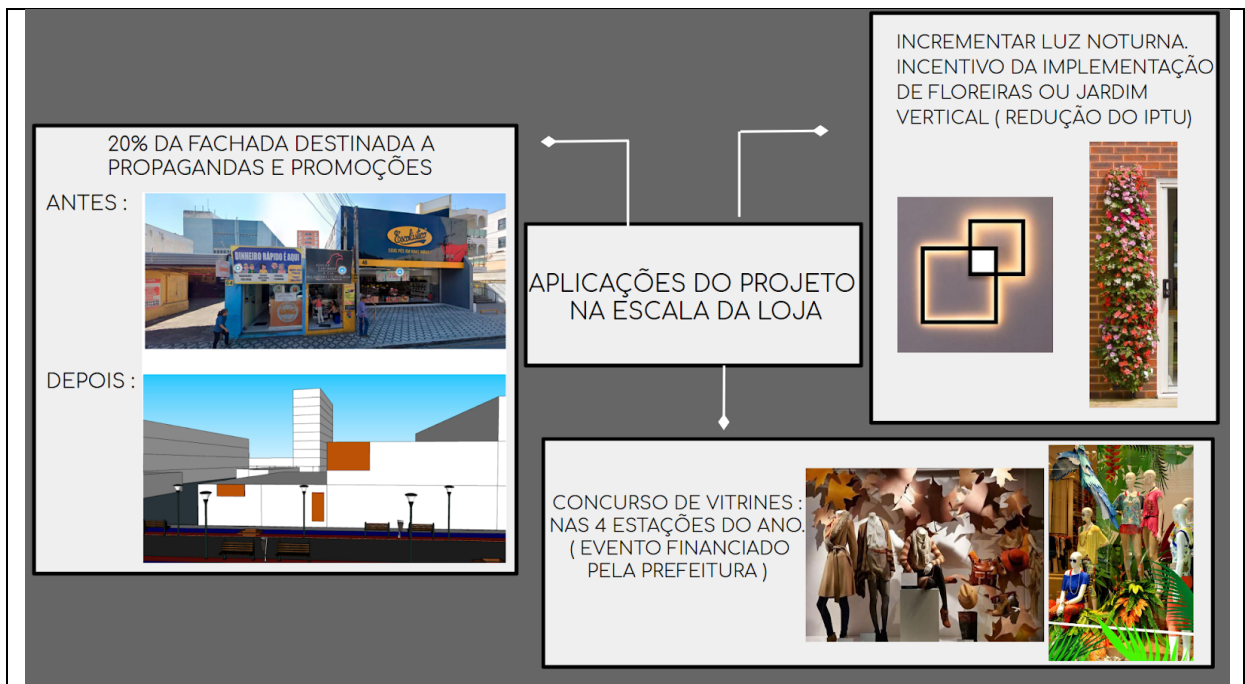 INCREMENTAR LUZ NOTURNA.
INCENTIVO DA IMPLEMENTAÇÃO
DE FLOREIRAS OU JARDIM
VERTICAL ( REDUÇÃO DO IPTU)
20% DA FACHADA DESTINADA A
PROPAGANDAS E PROMOÇÕES
ANTES :
DINHEIRO RÁPIDO É AQUI
DEPOIS :
APLICAÇÕES DO PROJETO
NA ESCALA DA LOJA
CONCURSO DE VITRINES :
NAS 4 ESTAÇÕES DO ANO.
( EVENTO FINANCIADO
PELA PREFEITURA )